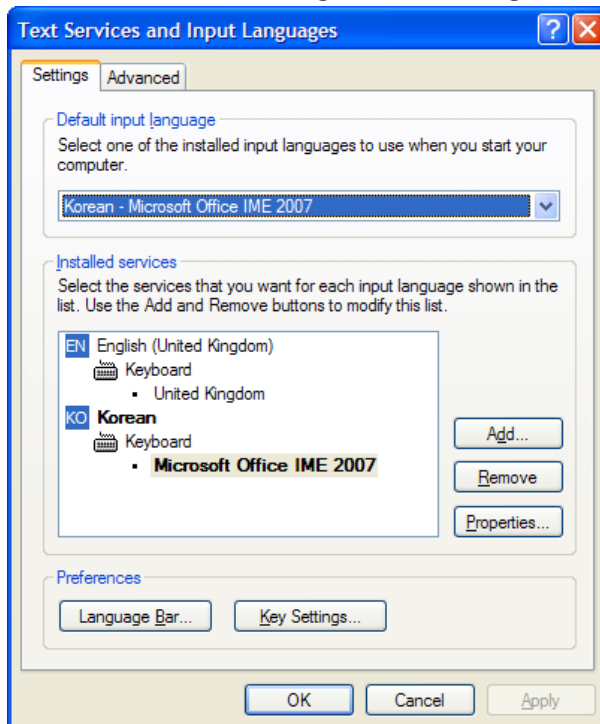 Text Services and Input Languages
Settings
Advanced
Default input language
Select one of the installed input languages to use when you start your
computer.
Korean - Microsoft Office IME 2007
Installed services
Select the services that you want for each input language shown in the
list. Use the Add and Remove buttons to modify this list.
EN English (United Kingdom)
Keyboard
• United Kingdom
KO Korean
Keyboard
• Microsoft Office IME 2007
Add...
Remove
Properties...
Preferences
Language Bar...
Key Settings...
OK
Cancel
Apply